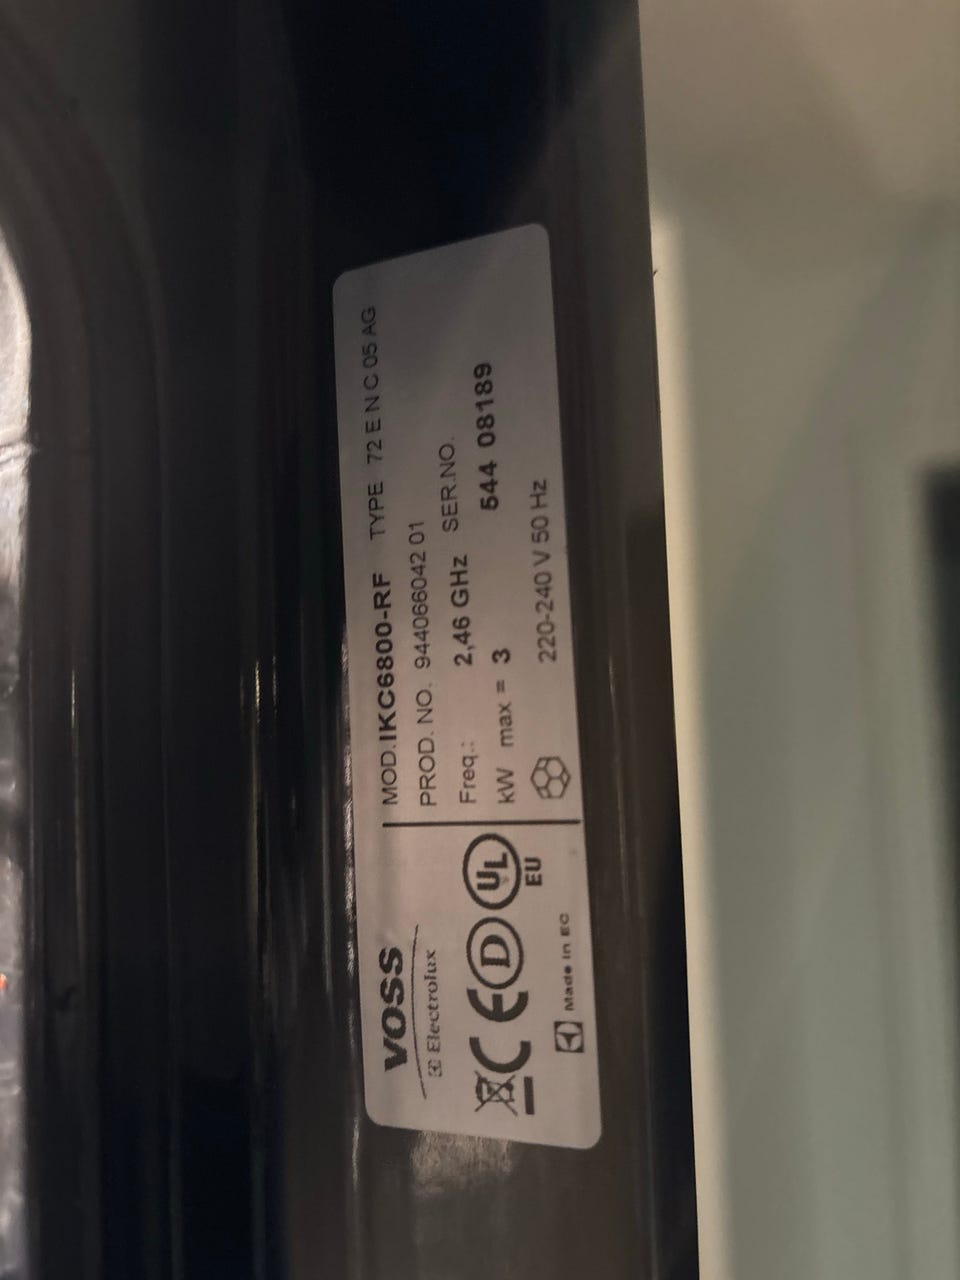 VOSS
Electrolux
CE D UL
EU
Made in EC
MOD.IKC6800-RF TYPE 72 E N C 05 AG
PROD. NO. 944066042 01
Freq.: 2,46 GHz SER.NO.
kW max = 3 544 08189
220-240 V 50 Hz